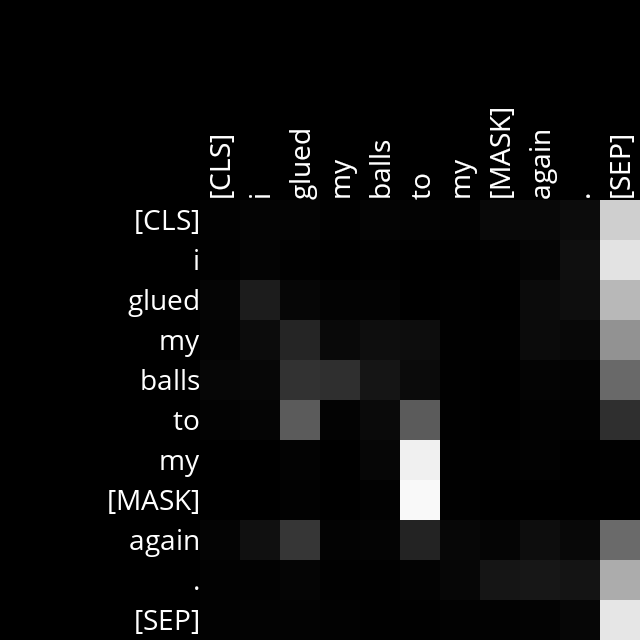 [CLS] i glued my balls to my [MASK] again . [SEP]
[CLS]
i
glued
my
balls
to
my
[MASK]
again
.
[SEP]